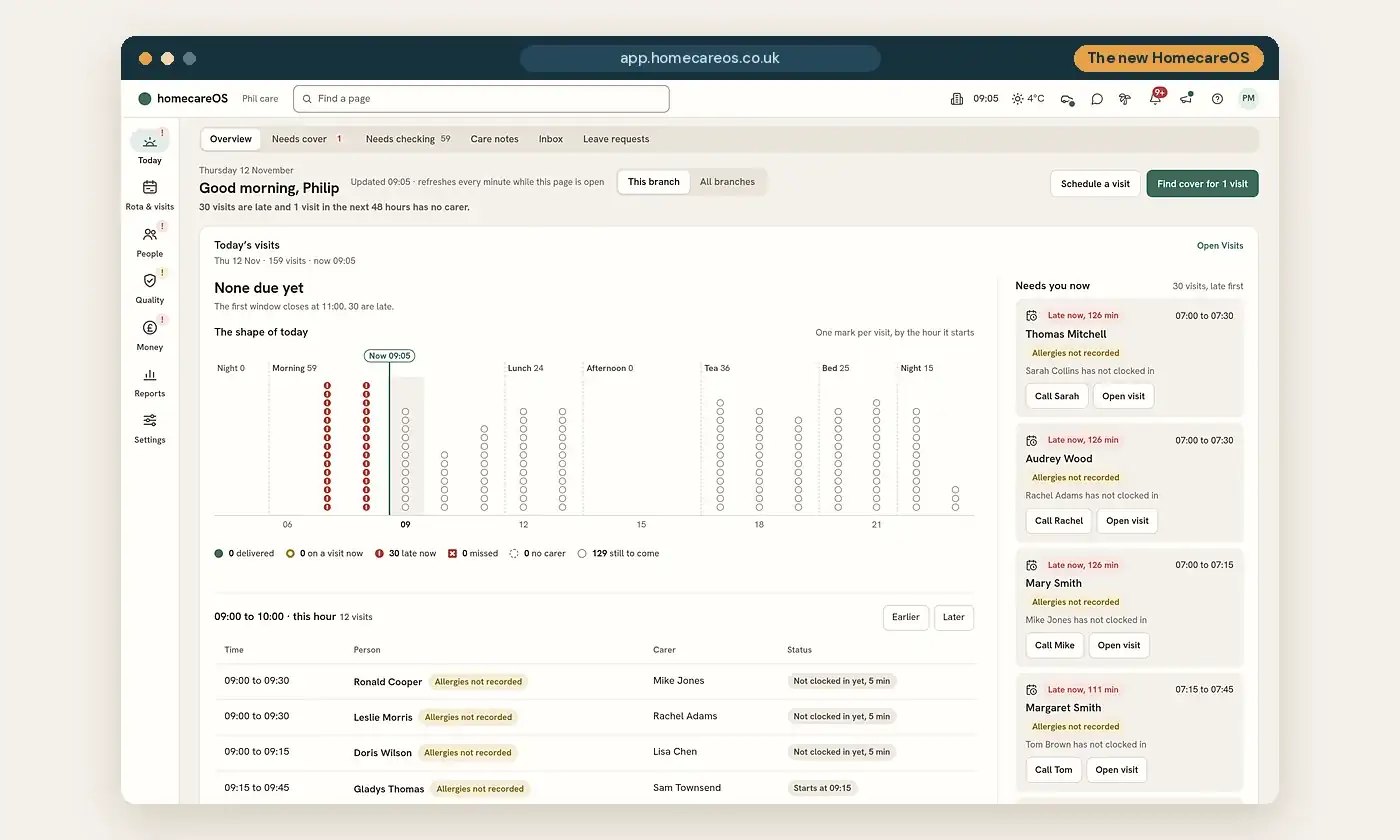 app.homecareos.co.uk
The new HomecareOS
homecareOS
Phil care
Find a page
09:05
4°C
9+
PM
Today
Rota & visits
People
Quality
Money
Reports
Settings
Overview
Needs cover 1
Needs checking 59
Care notes
Inbox
Leave requests
Thursday 12 November
Good morning, Philip
Updated 09:05 · refreshes every minute while this page is open
This branch
All branches
30 visits are late and 1 visit in the next 48 hours has no carer.
Schedule a visit
Find cover for 1 visit
Today's visits
Thu 12 Nov · 159 visits · now 09:05
Open Visits
None due yet
The first window closes at 11:00. 30 are late.
The shape of today
One mark per visit, by the hour it starts
Now 09:05
Night 0
Morning 59
Lunch 24
Afternoon 0
Tea 36
Bed 25
Night 15
06
09
12
15
18
21
0 delivered
0 on a visit now
30 late now
0 missed
0 no carer
129 still to come
09:00 to 10:00 · this hour 12 visits
Earlier
Later
Time Person Carer Status
09:00 to 09:30 Ronald Cooper Allergies not recorded Mike Jones Not clocked in yet, 5 min
09:00 to 09:30 Leslie Morris Allergies not recorded Rachel Adams Not clocked in yet, 5 min
09:00 to 09:15 Doris Wilson Allergies not recorded Lisa Chen Not clocked in yet, 5 min
09:15 to 09:45 Gladys Thomas Allergies not recorded Sam Townsend Starts at 09:15
Needs you now
30 visits, late first
Late now, 126 min 07:00 to 07:30
Thomas Mitchell
Allergies not recorded
Sarah Collins has not clocked in
Call Sarah
Open visit
Late now, 126 min 07:00 to 07:30
Audrey Wood
Allergies not recorded
Rachel Adams has not clocked in
Call Rachel
Open visit
Late now, 126 min 07:00 to 07:15
Mary Smith
Allergies not recorded
Mike Jones has not clocked in
Call Mike
Open visit
Late now, 111 min 07:15 to 07:45
Margaret Smith
Allergies not recorded
Tom Brown has not clocked in
Call Tom
Open visit